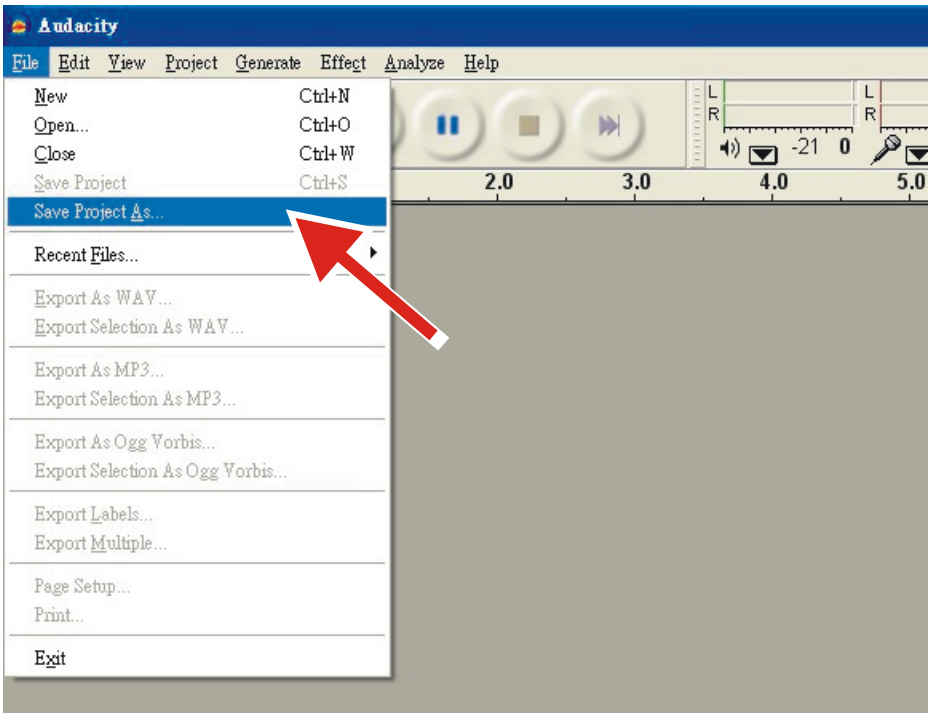 Audacity
File Edit View Project Generate Effect Analyze Help
New Ctrl+N
Open... Ctrl+O
Close Ctrl+W
Save Project Ctrl+S
Save Project As...
Recent Files...
Export As WAV...
Export Selection As WAV...
Export As MP3...
Export Selection As MP3...
Export As Ogg Vorbis...
Export Selection As Ogg Vorbis...
Export Labels...
Export Multiple...
Page Setup...
Print...
Exit
L L
R R
-21 0
2.0 3.0 4.0 5.0